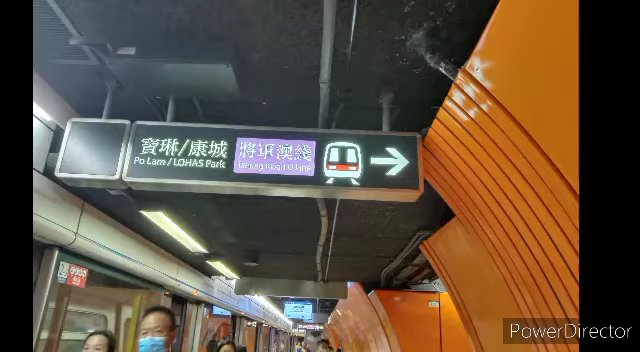 寶琳/康城
Po Lam / LOHAS Park
將軍澳綫
Tseung Kwan O Line
PowerDirector